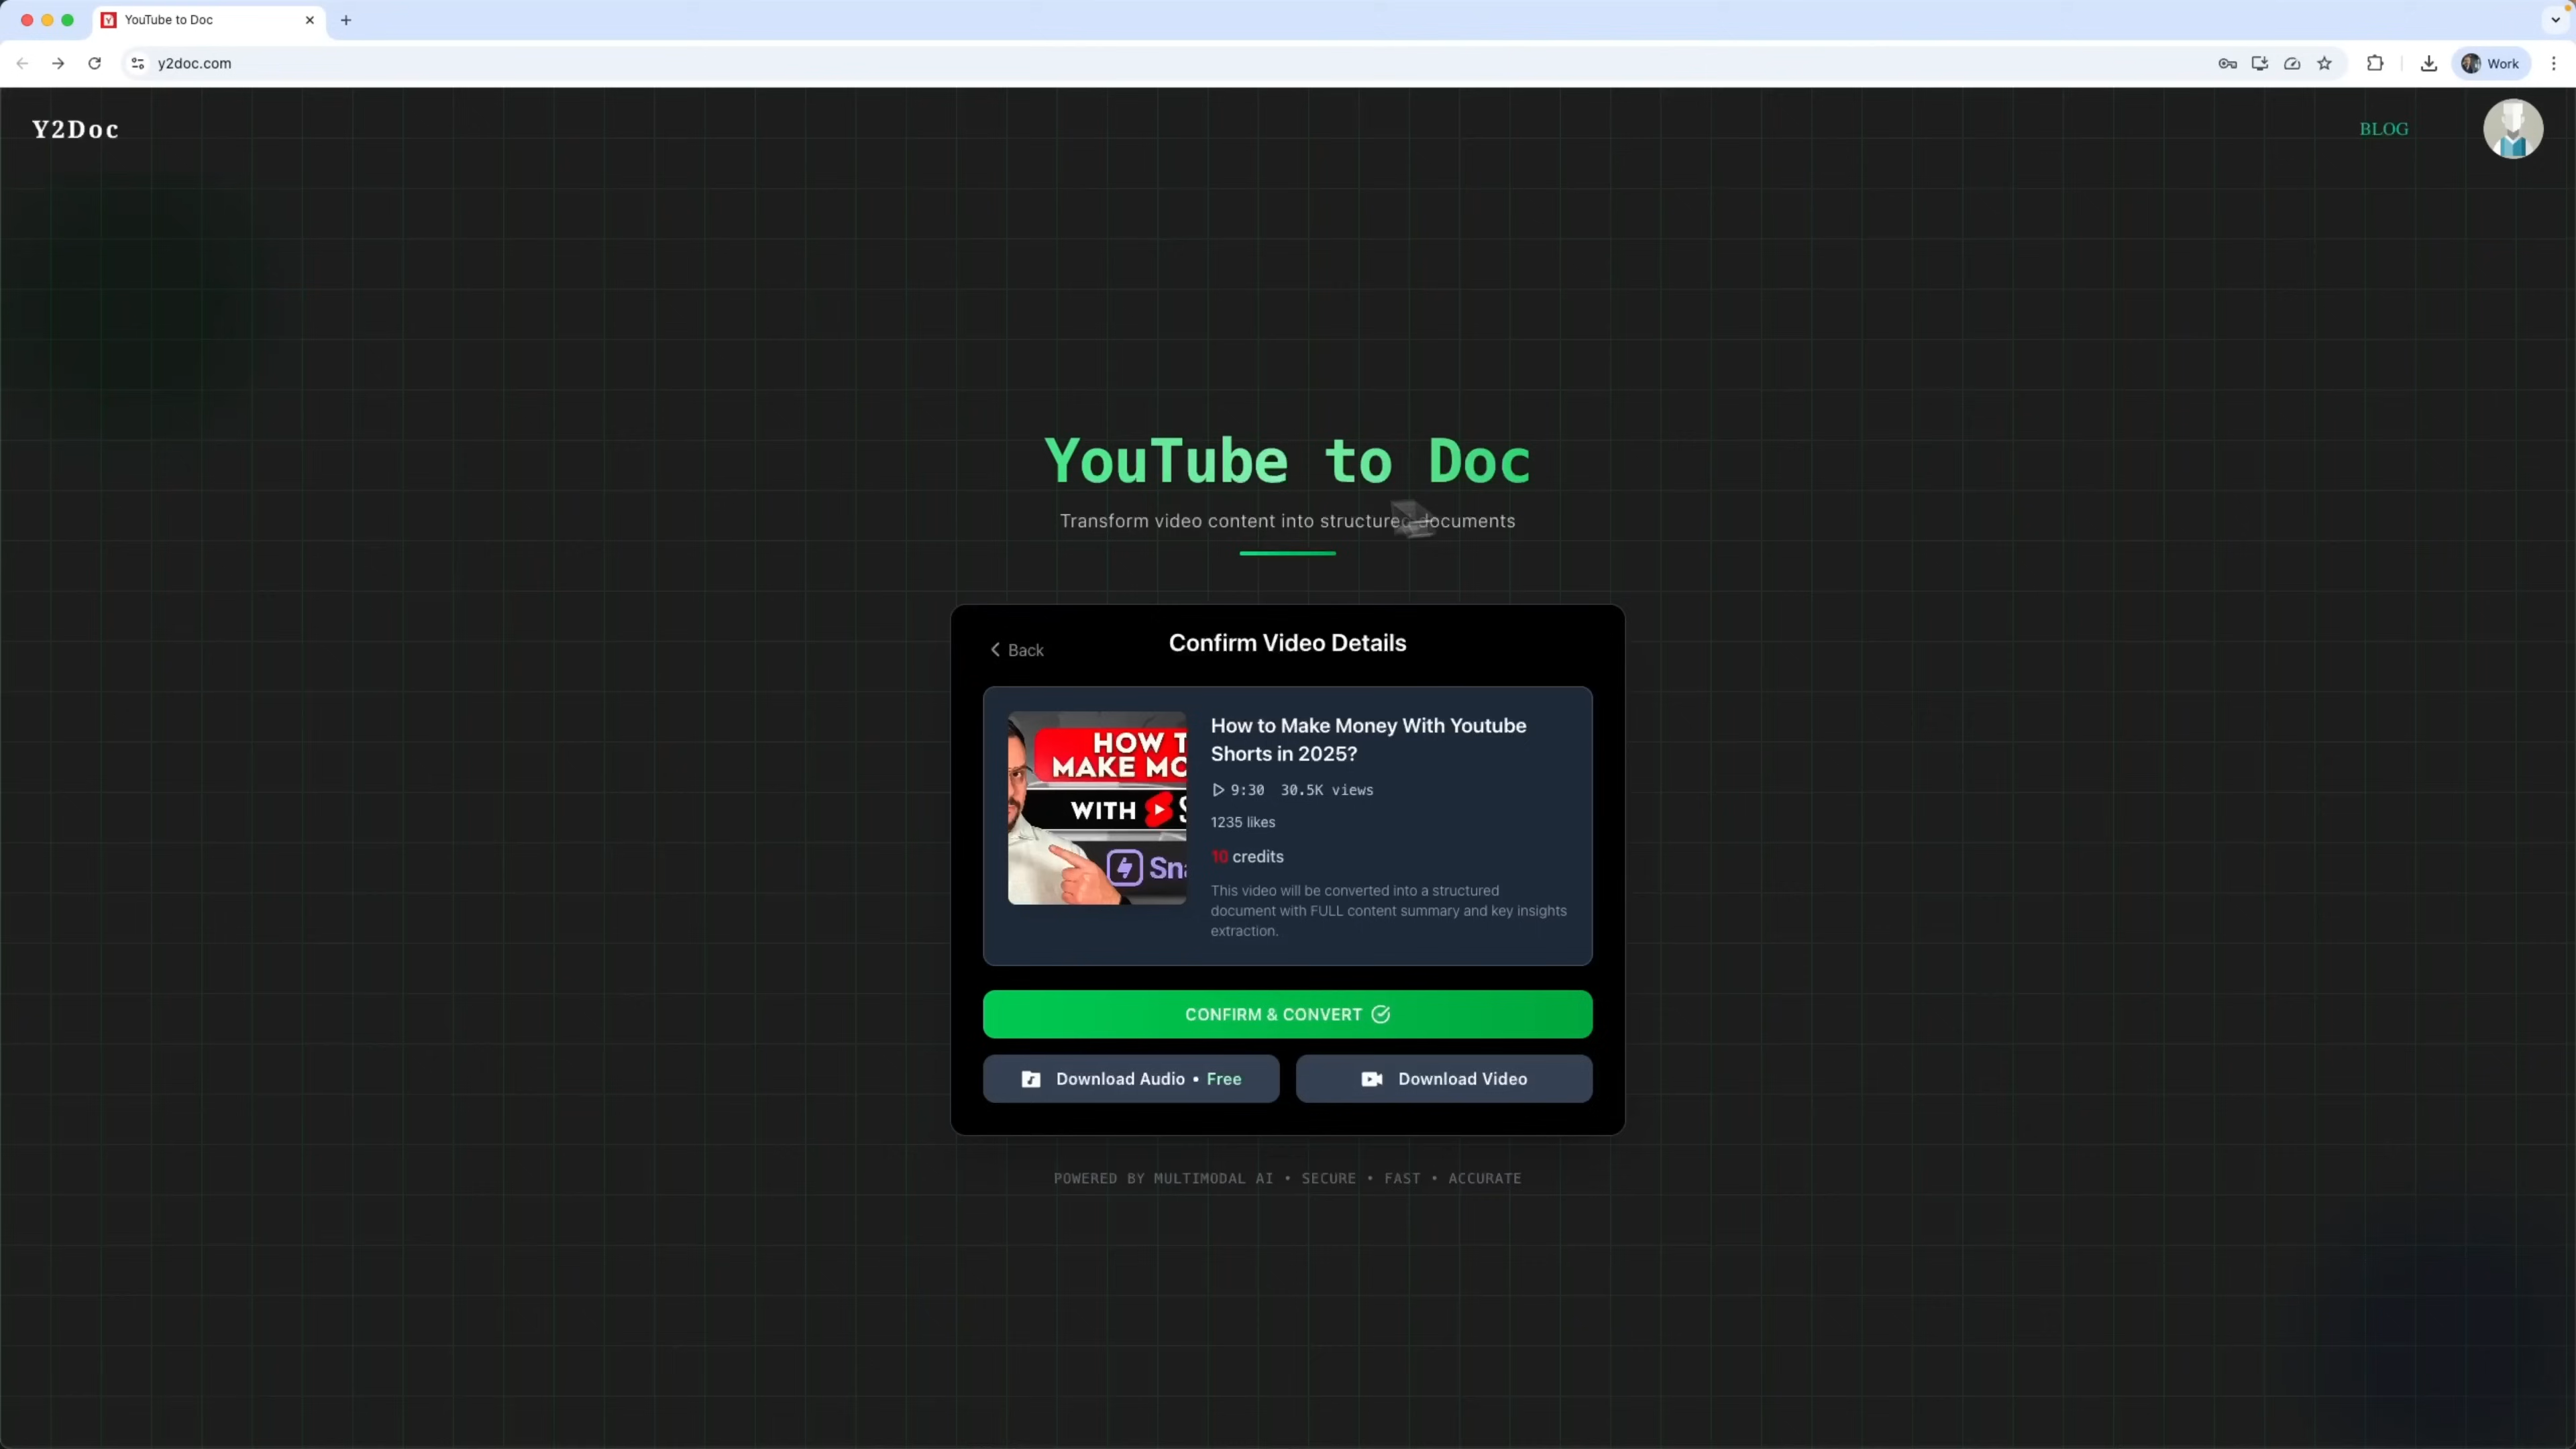 YouTube to Doc
y2doc.com
Work
Y2Doc
BLOG
YouTube to Doc
Transform video content into structured documents
Back
Confirm Video Details
HOW T
MAKE MO
WITH S
Sna
How to Make Money With Youtube
Shorts in 2025?
9:30 30.5K views
1235 likes
10 credits
This video will be converted into a structured
document with FULL content summary and key insights
extraction.
CONFIRM & CONVERT
Download Audio • Free
Download Video
POWERED BY MULTIMODAL AI • SECURE • FAST • ACCURATE